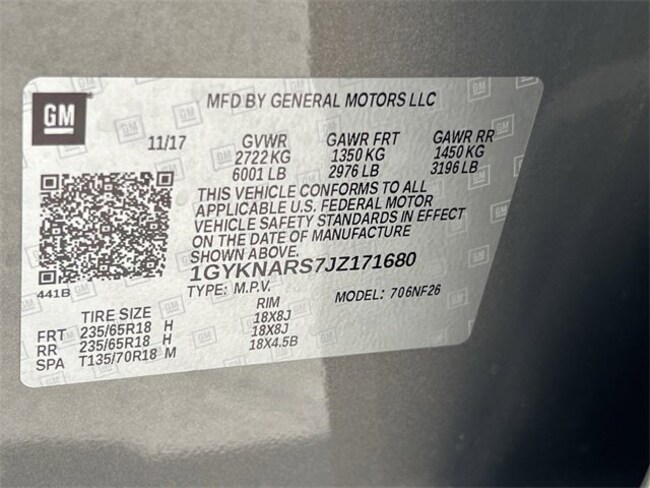 GM
MFD BY GENERAL MOTORS LLC
11/17 GVWR GAWR FRT GAWR RR
2722 KG 1350 KG 1450 KG
6001 LB 2976 LB 3196 LB
THIS VEHICLE CONFORMS TO ALL
APPLICABLE U.S. FEDERAL MOTOR
VEHICLE SAFETY STANDARDS IN EFFECT
ON THE DATE OF MANUFACTURE
SHOWN ABOVE.
1GYKNARS7JZ171680
441B TYPE: M.P.V. MODEL: 706NF26
TIRE SIZE RIM
FRT 235/65R18 H 18X8J
RR 235/65R18 H 18X8J
SPA T135/70R18 M 18X4.5B